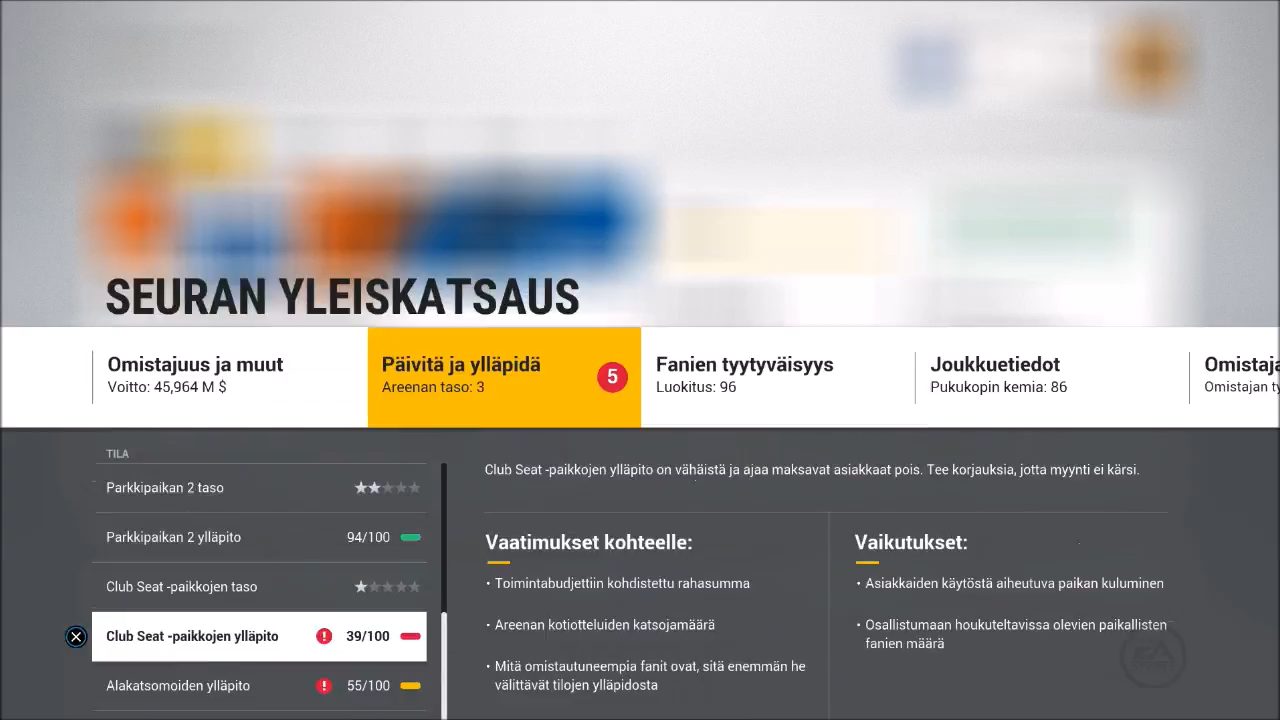 SEURAN YLEISKATSAUS
Omistajuus ja muut
Voitto: 45,964 M $
Päivitä ja ylläpidä
Areenan taso: 3
5
Fanien tyytyväisyys
Luokitus: 96
Joukkuetiedot
Pukukopin kemia: 86
Omistaja
Omistajan ty
TILA
Parkkipaikan 2 taso
Parkkipaikan 2 ylläpito 94/100
Club Seat -paikkojen taso
Club Seat -paikkojen ylläpito ! 39/100
Alakatsomoiden ylläpito ! 55/100
Club Seat -paikkojen ylläpito on vähäistä ja ajaa maksavat asiakkaat pois. Tee korjauksia, jotta myynti ei kärsi.
Vaatimukset kohteelle:
• Toimintabudjettiin kohdistettu rahasumma
• Areenan kotiotteluiden katsojamäärä
• Mitä omistautuneempia fanit ovat, sitä enemmän he
välittävät tilojen ylläpidosta
Vaikutukset:
• Asiakkaiden käytöstä aiheutuva paikan kuluminen
• Osallistumaan houkuteltavissa olevien paikallisten
fanien määrä
EA